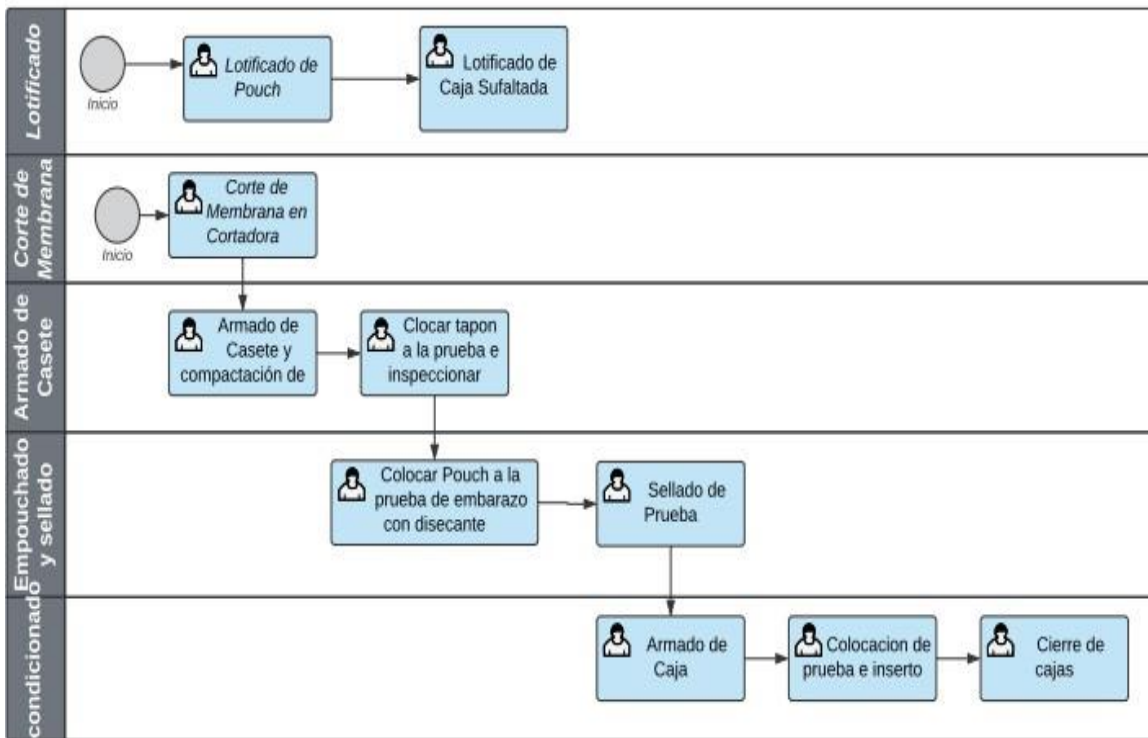 Lotificado
Inicio
Lotificado de
Pouch
Lotificado de
Caja Sufaltada
Corte de
Membrana
Inicio
Corte de
Membrana en
Cortadora
Armado de
Casete
Armado de
Casete y
compactación de
Clocar tapon
a la prueba e
inspeccionar
Empouchado
y sellado
Colocar Pouch a la
prueba de embarazo
con disecante
Sellado de
Prueba
condicionado
Armado de
Caja
Colocacion de
prueba e inserto
Cierre de
cajas